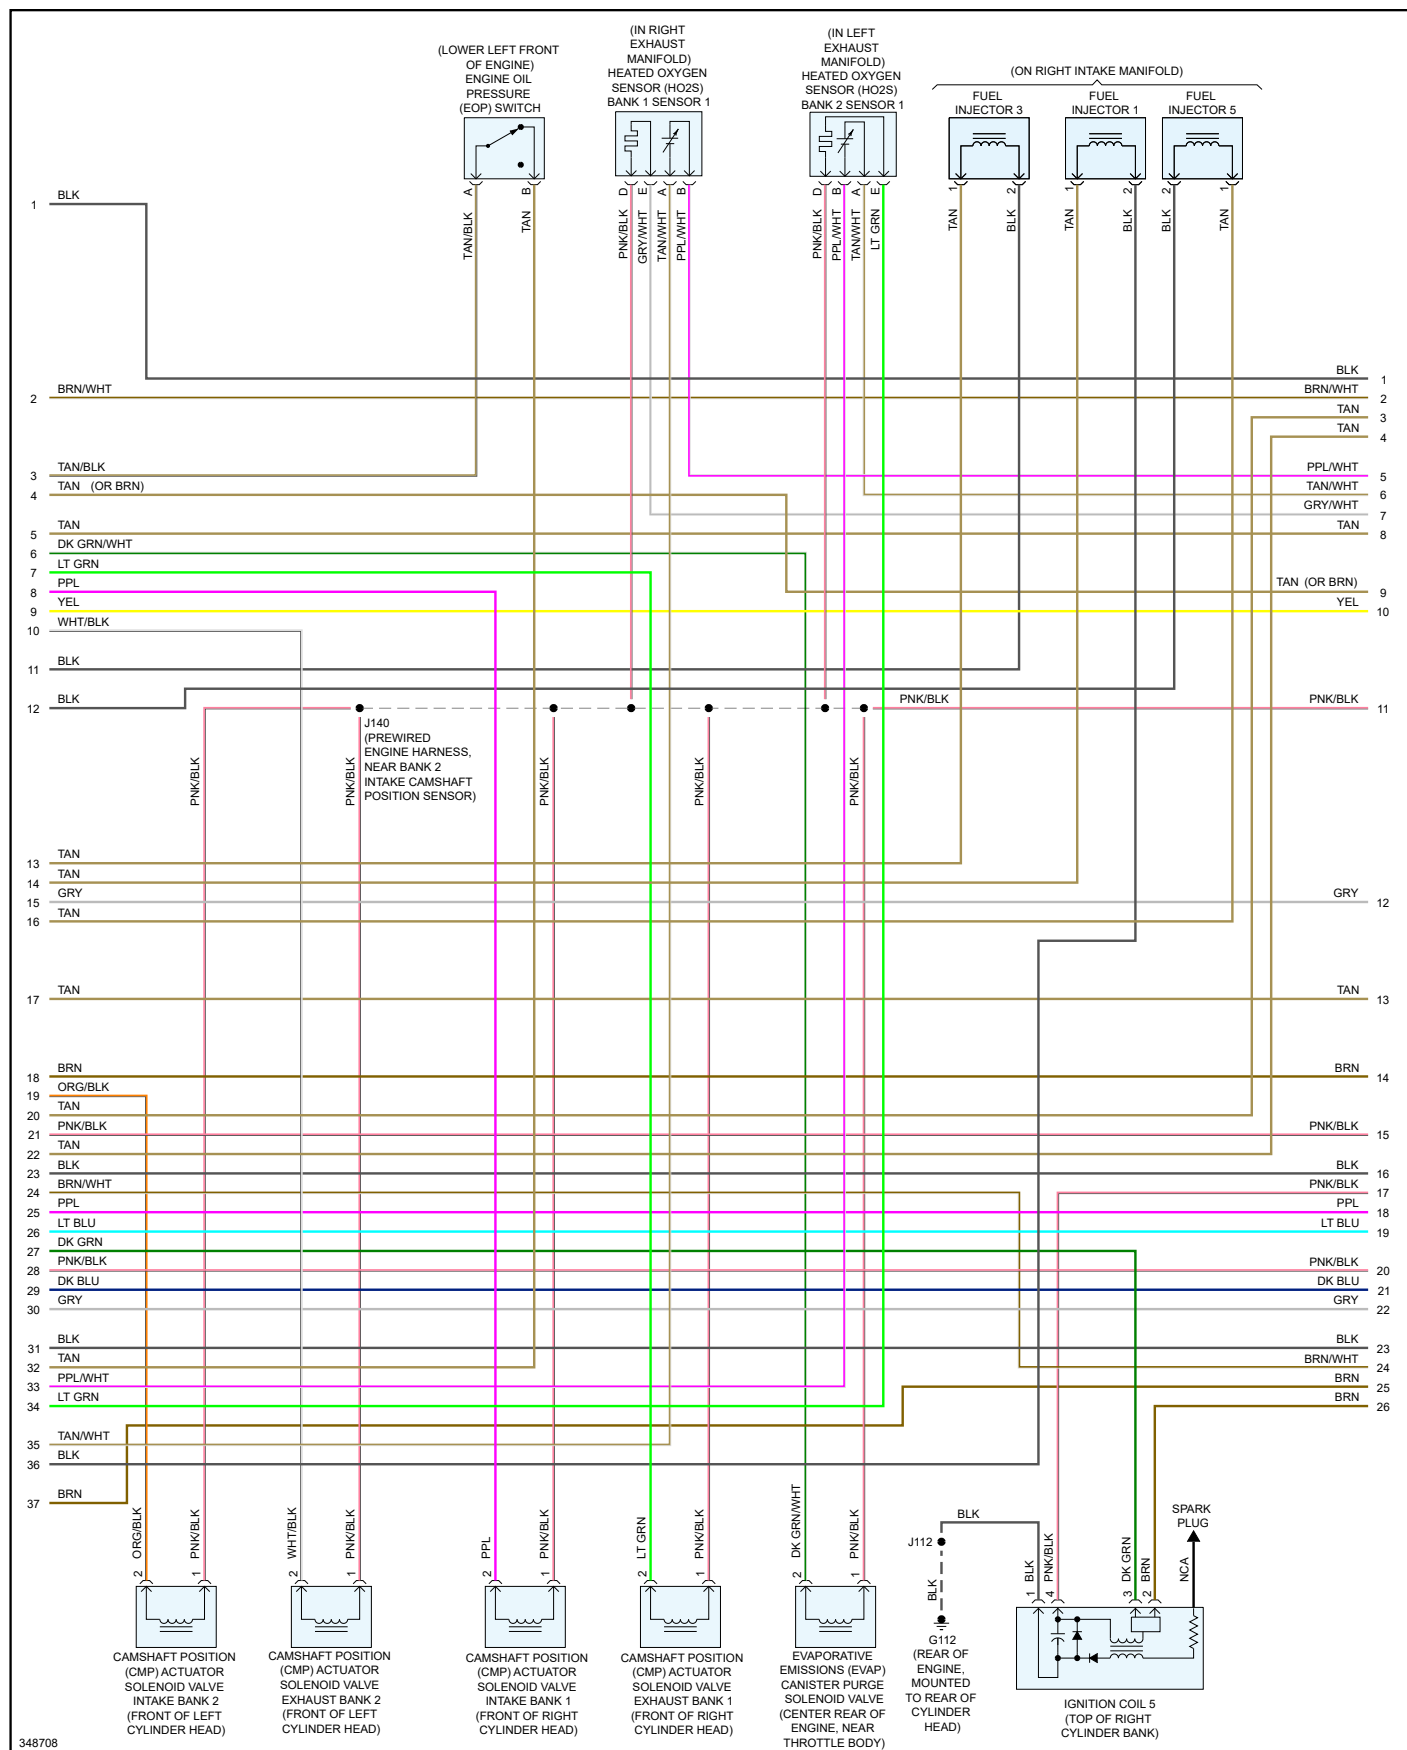 (LOWER LEFT FRONT
OF ENGINE)
ENGINE OIL
PRESSURE
(EOP) SWITCH
(IN RIGHT
EXHAUST
MANIFOLD)
HEATED OXYGEN
SENSOR (HO2S)
BANK 1 SENSOR 1
(IN LEFT
EXHAUST
MANIFOLD)
HEATED OXYGEN
SENSOR (HO2S)
BANK 2 SENSOR 1
(ON RIGHT INTAKE MANIFOLD)
FUEL
INJECTOR 3
FUEL
INJECTOR 1
FUEL
INJECTOR 5
A
B
D
E
A
B
D
B
A
E
1
2
1
2
2
1
TAN/BLK
TAN
PNK/BLK
GRY/WHT
TAN/WHT
PPL/WHT
PNK/BLK
PPL/WHT
TAN/WHT
LT GRN
TAN
BLK
TAN
BLK
BLK
TAN
1 BLK
BLK 1
2 BRN/WHT
BRN/WHT 2
TAN 3
TAN 4
3 TAN/BLK
PPL/WHT 5
4 TAN (OR BRN)
TAN/WHT 6
GRY/WHT 7
5 TAN
TAN 8
6 DK GRN/WHT
7 LT GRN
8 PPL
TAN (OR BRN) 9
9 YEL
YEL 10
10 WHT/BLK
11 BLK
12 BLK
PNK/BLK
PNK/BLK 11
J140
(PREWIRED
ENGINE HARNESS,
NEAR BANK 2
INTAKE CAMSHAFT
POSITION SENSOR)
PNK/BLK
PNK/BLK
PNK/BLK
PNK/BLK
PNK/BLK
13 TAN
14 TAN
15 GRY
GRY 12
16 TAN
17 TAN
TAN 13
18 BRN
BRN 14
19 ORG/BLK
20 TAN
21 PNK/BLK
PNK/BLK 15
22 TAN
23 BLK
BLK 16
24 BRN/WHT
PNK/BLK 17
25 PPL
PPL 18
26 LT BLU
LT BLU 19
27 DK GRN
28 PNK/BLK
PNK/BLK 20
29 DK BLU
DK BLU 21
30 GRY
GRY 22
31 BLK
BLK 23
32 TAN
BRN/WHT 24
33 PPL/WHT
BRN 25
34 LT GRN
BRN 26
35 TAN/WHT
36 BLK
37 BRN
ORG/BLK
PNK/BLK
WHT/BLK
PNK/BLK
PPL
PNK/BLK
LT GRN
PNK/BLK
DK GRN/WHT
PNK/BLK
2
1
2
1
2
1
2
1
2
1
BLK
J112
BLK
G112
(REAR OF
ENGINE,
MOUNTED
TO REAR OF
CYLINDER
HEAD)
BLK
PNK/BLK
DK GRN
BRN
NCA
1
4
3
2
SPARK
PLUG
CAMSHAFT POSITION
(CMP) ACTUATOR
SOLENOID VALVE
INTAKE BANK 2
(FRONT OF LEFT
CYLINDER HEAD)
CAMSHAFT POSITION
(CMP) ACTUATOR
SOLENOID VALVE
EXHAUST BANK 2
(FRONT OF LEFT
CYLINDER HEAD)
CAMSHAFT POSITION
(CMP) ACTUATOR
SOLENOID VALVE
INTAKE BANK 1
(FRONT OF RIGHT
CYLINDER HEAD)
CAMSHAFT POSITION
(CMP) ACTUATOR
SOLENOID VALVE
EXHAUST BANK 1
(FRONT OF RIGHT
CYLINDER HEAD)
EVAPORATIVE
EMISSIONS (EVAP)
CANISTER PURGE
SOLENOID VALVE
(CENTER REAR OF
ENGINE, NEAR
THROTTLE BODY)
IGNITION COIL 5
(TOP OF RIGHT
CYLINDER BANK)
348708